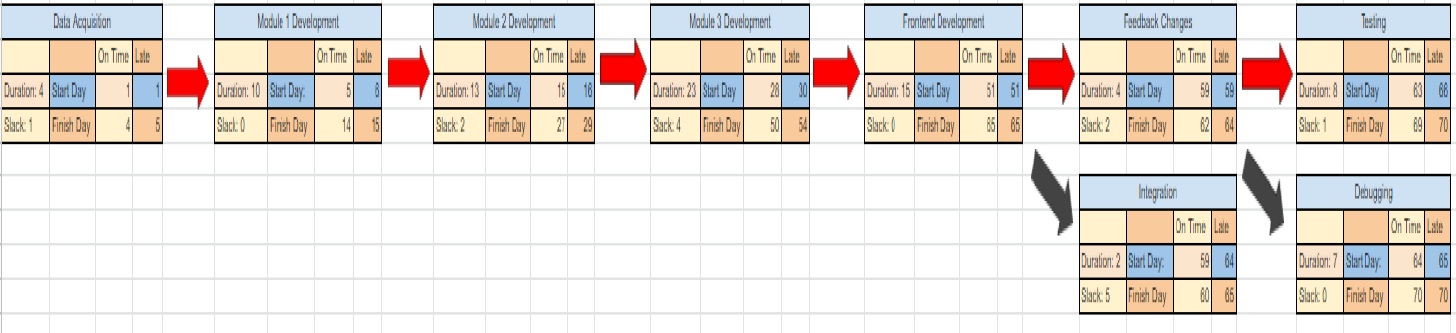 Data Acquisition
On Time Late
Duration: 4 Start Day 1 1
Slack: 1 Finish Day 4 5
Module 1 Development
On Time Late
Duration: 10 Start Day: 5 6
Slack: 0 Finish Day 14 15
Module 2 Development
On Time Late
Duration: 13 Start Day 15 16
Slack: 2 Finish Day 27 29
Module 3 Development
On Time Late
Duration: 23 Start Day 28 30
Slack: 4 Finish Day 50 54
Frontend Development
On Time Late
Duration: 15 Start Day 51 51
Slack: 0 Finish Day 65 65
Feedback Changes
On Time Late
Duration: 4 Start Day 59 59
Slack: 2 Finish Day 62 64
Testing
On Time Late
Duration: 8 Start Day 63 66
Slack: 1 Finish Day 69 70
Integration
On Time Late
Duration: 2 Start Day: 59 64
Slack: 5 Finish Day 60 65
Debugging
On Time Late
Duration: 7 Start Day: 64 65
Slack: 0 Finish Day 70 70